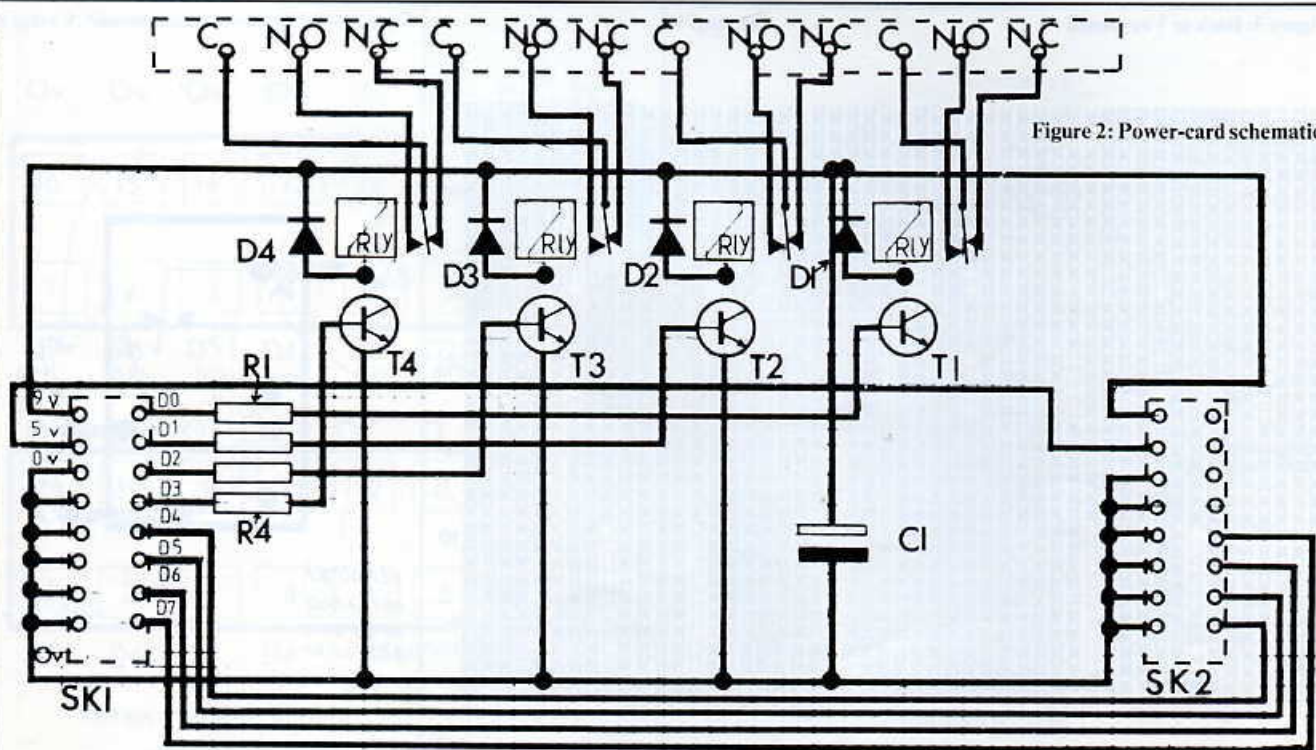 C NO NC C NO NC C NO NC C NO NC
Figure 2: Power-card schematic
Rly Rly Rly Rly
D4 D3 D2 D1
T4 T3 T2 T1
R1
9v D0
5v D1
0v D2
D3
D4
R4
C1
D5
D6
D7
0v
SK1
SK2